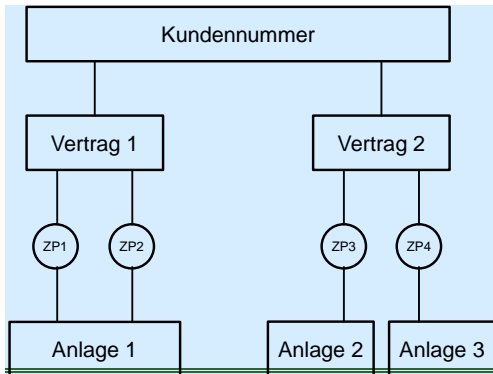 Kundennummer
Vertrag 1
Vertrag 2
ZP1
ZP2
ZP3
ZP4
Anlage 1
Anlage 2
Anlage 3